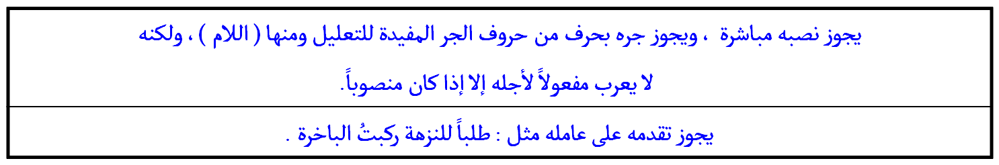 يجوز نصبه مباشرة ، ويجوز جره بحرف من حروف الجر المفيدة للتعليل ومنها ( اللام ) ، ولكنه
لا يعرب مفعولاً لأجله إلا إذا كان منصوباً.
يجوز تقدمه على عامله مثل : طلباً للنزهة ركبتُ الباخرة .